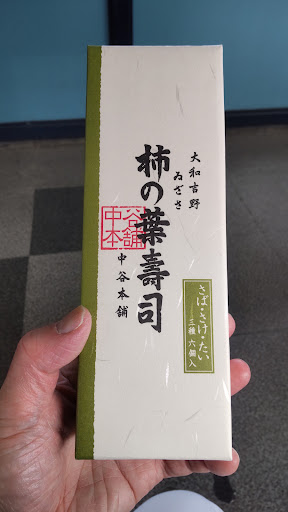 大和吉野
ゐざさ
柿の葉壽司
中谷本舗
中谷本舗
さば・さけ・たい
三種 六個入